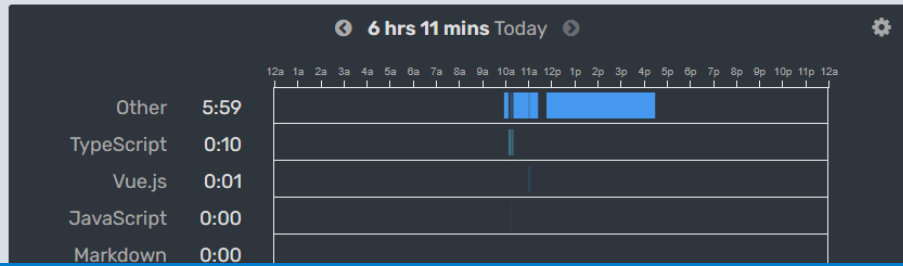 6 hrs 11 mins Today
12a 1a 2a 3a 4a 5a 6a 7a 8a 9a 10a 11a 12p 1p 2p 3p 4p 5p 6p 7p 8p 9p 10p 11p 12a
Other 5:59
TypeScript 0:10
Vue.js 0:01
JavaScript 0:00
Markdown 0:00